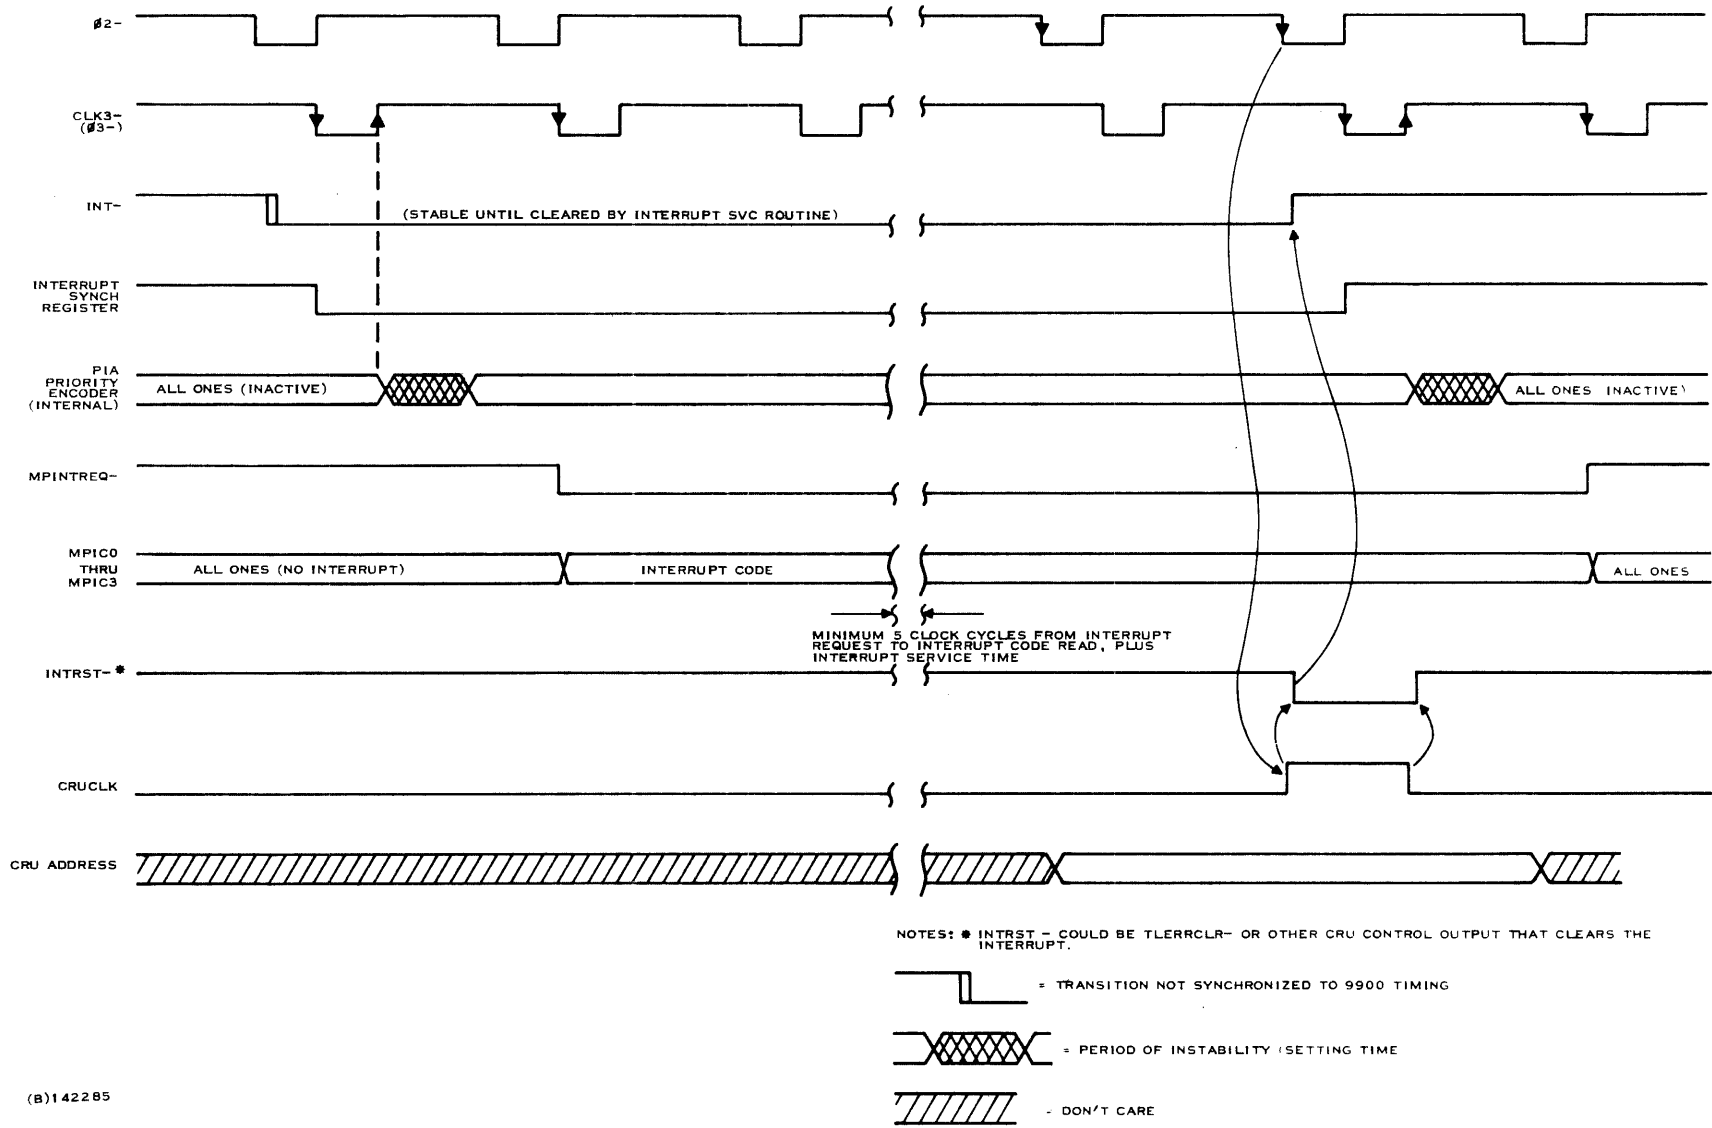 ø2-
CLK3-
(ø3-)
INT-
(STABLE UNTIL CLEARED BY INTERRUPT SVC ROUTINE)
INTERRUPT
SYNCH
REGISTER
PIA
PRIORITY
ENCODER
(INTERNAL)
ALL ONES (INACTIVE)
ALL ONES INACTIVE)
MPINTREQ-
MPIC0
THRU
MPIC3
ALL ONES (NO INTERRUPT)
INTERRUPT CODE
ALL ONES
MINIMUM 5 CLOCK CYCLES FROM INTERRUPT
REQUEST TO INTERRUPT CODE READ, PLUS
INTERRUPT SERVICE TIME
INTRST-*
CRUCLK
CRU ADDRESS
NOTES: * INTRST - COULD BE TLERRCLR- OR OTHER CRU CONTROL OUTPUT THAT CLEARS THE
INTERRUPT.
= TRANSITION NOT SYNCHRONIZED TO 9900 TIMING
= PERIOD OF INSTABILITY (SETTING TIME
- DON'T CARE
(B)142285